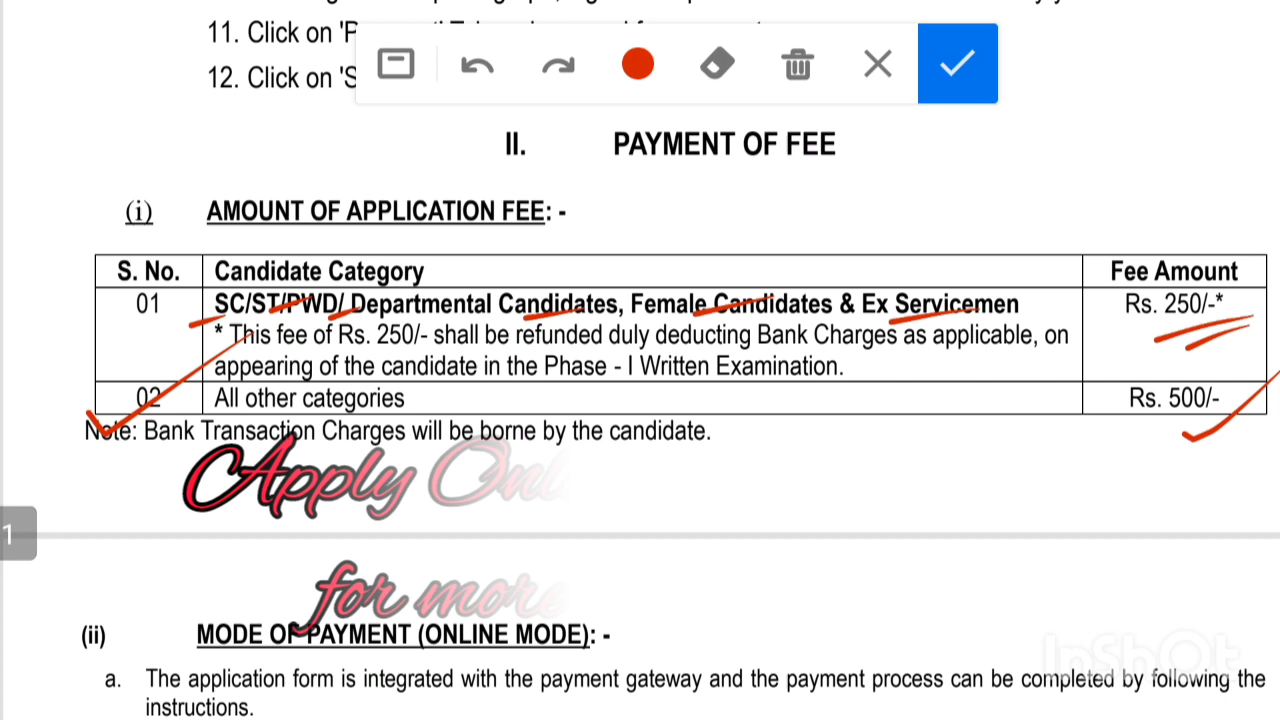 11. Click on 'P
12. Click on 'S
II. PAYMENT OF FEE
(i) AMOUNT OF APPLICATION FEE: -
S. No. Candidate Category Fee Amount
01 SC/ST/PWD/ Departmental Candidates, Female Candidates & Ex Servicemen Rs. 250/-*
* This fee of Rs. 250/- shall be refunded duly deducting Bank Charges as applicable, on
appearing of the candidate in the Phase - I Written Examination.
02 All other categories Rs. 500/-
Note: Bank Transaction Charges will be borne by the candidate.
Apply Onl
1
for more
(ii) MODE OF PAYMENT (ONLINE MODE): -
InShOt
a. The application form is integrated with the payment gateway and the payment process can be completed by following the
instructions.